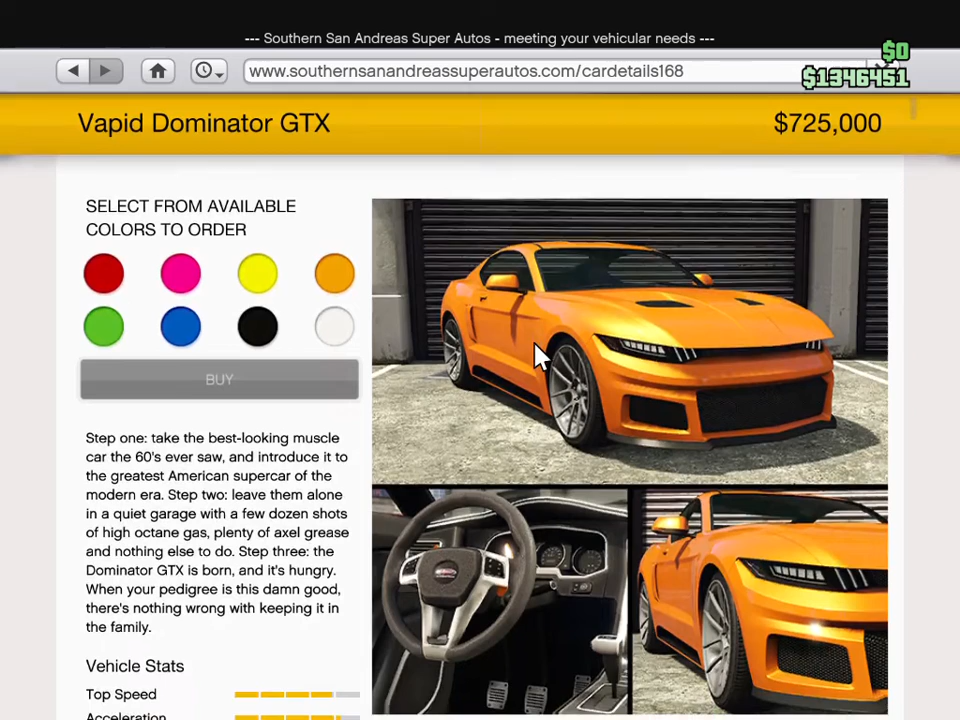 --- Southern San Andreas Super Autos - meeting your vehicular needs ---
$0
www.southernsanandreassuperautos.com/cardetails168
$1346451
Vapid Dominator GTX
$725,000
SELECT FROM AVAILABLE
COLORS TO ORDER
BUY
Step one: take the best-looking muscle
car the 60's ever saw, and introduce it to
the greatest American supercar of the
modern era. Step two: leave them alone
in a quiet garage with a few dozen shots
of high octane gas, plenty of axel grease
and nothing else to do. Step three: the
Dominator GTX is born, and it's hungry.
When your pedigree is this damn good,
there's nothing wrong with keeping it in
the family.
Vehicle Stats
Top Speed
Acceleration